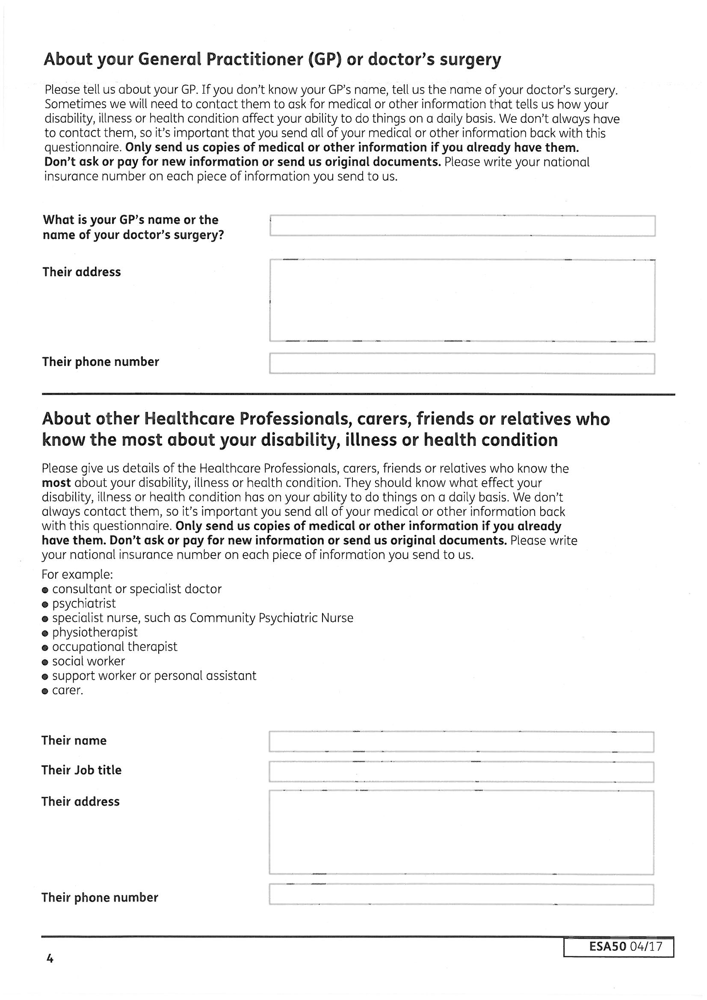 About your General Practitioner (GP) or doctor's surgery
Please tell us about your GP. If you don't know your GP's name, tell us the name of your doctor's surgery.
Sometimes we will need to contact them to ask for medical or other information that tells us how your
disability, illness or health condition affect your ability to do things on a daily basis. We don't always have
to contact them, so it's important that you send all of your medical or other information back with this
questionnaire. Only send us copies of medical or other information if you already have them.
Don't ask or pay for new information or send us original documents. Please write your national
insurance number on each piece of information you send to us.
What is your GP's name or the
name of your doctor's surgery?
Their address
Their phone number
About other Healthcare Professionals, carers, friends or relatives who
know the most about your disability, illness or health condition
Please give us details of the Healthcare Professionals, carers, friends or relatives who know the
most about your disability, illness or health condition. They should know what effect your
disability, illness or health condition has on your ability to do things on a daily basis. We don't
always contact them, so it's important you send all of your medical or other information back
with this questionnaire. Only send us copies of medical or other information if you already
have them. Don't ask or pay for new information or send us original documents. Please write
your national insurance number on each piece of information you send to us.
For example:
• consultant or specialist doctor
• psychiatrist
• specialist nurse, such as Community Psychiatric Nurse
• physiotherapist
• occupational therapist
• social worker
• support worker or personal assistant
• carer.
Their name
Their Job title
Their address
Their phone number
ESA50 04/17
4